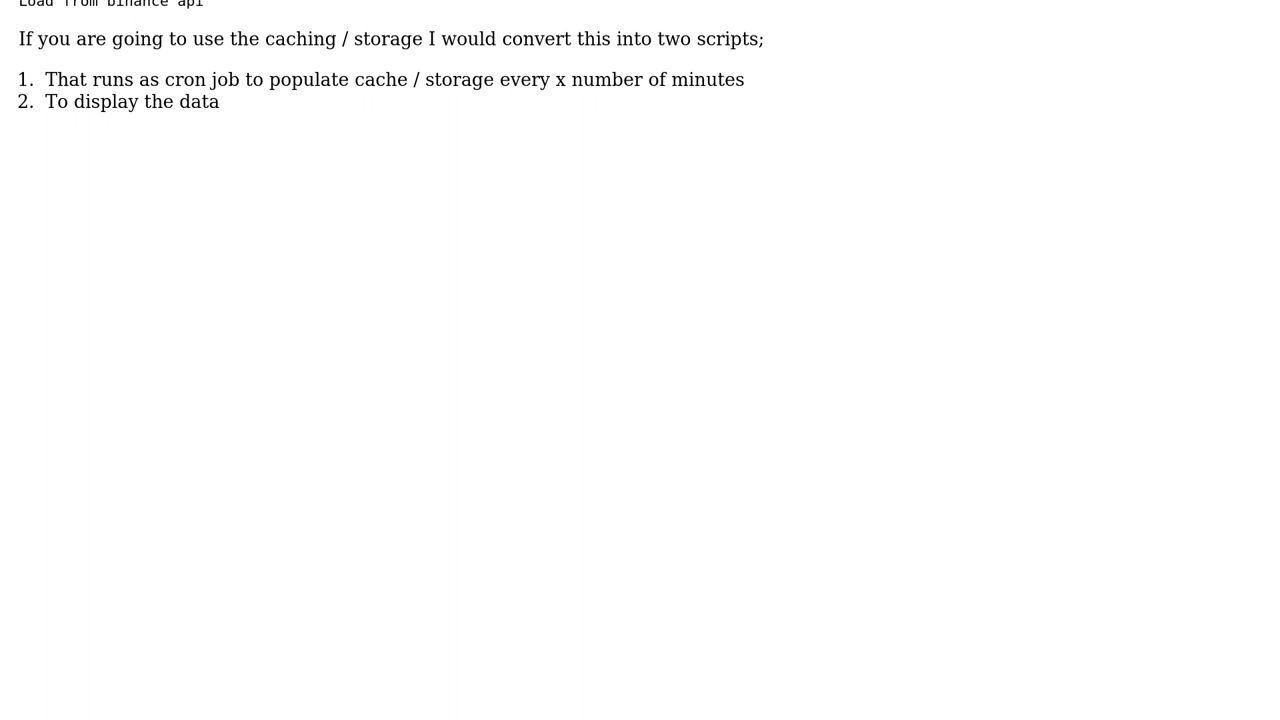 Load from binance api
If you are going to use the caching / storage I would convert this into two scripts;
1. That runs as cron job to populate cache / storage every x number of minutes
2. To display the data